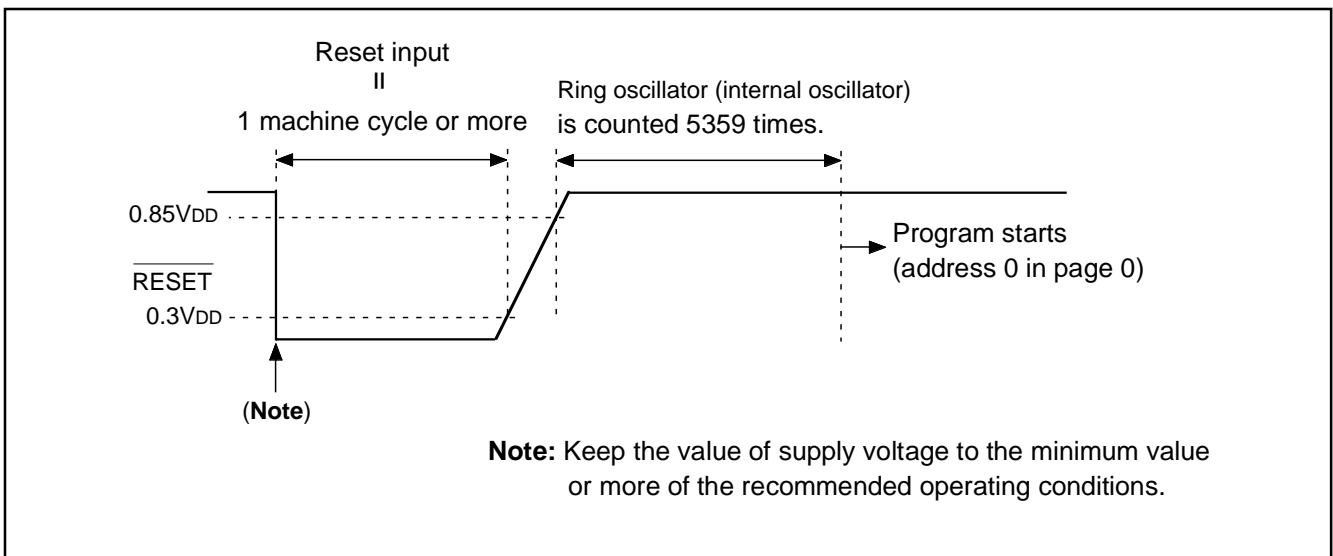 Reset input
=
1 machine cycle or more
Ring oscillator (internal oscillator)
is counted 5359 times.
0.85VDD
RESET
0.3VDD
Program starts
(address 0 in page 0)
(Note)
Note: Keep the value of supply voltage to the minimum value
or more of the recommended operating conditions.